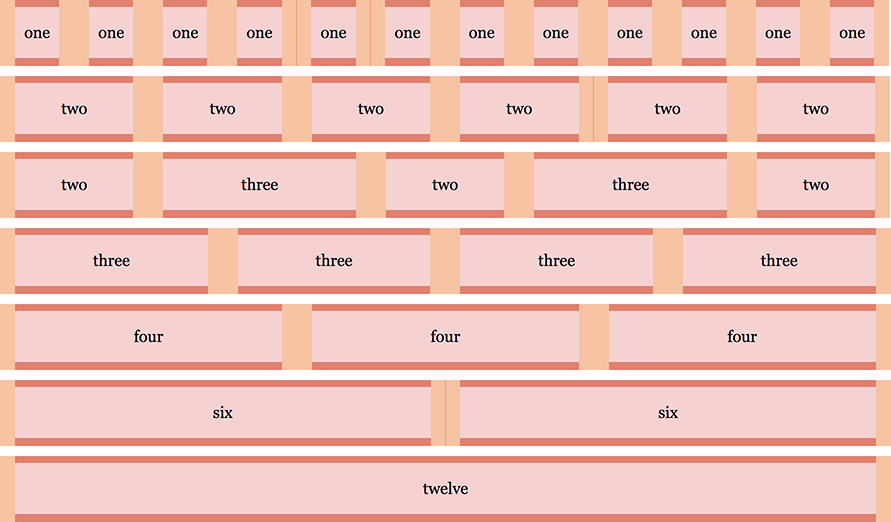 one one one one one one one one one one one one
two two two two two two
two three two three two
three three three three
four four four
six six
twelve